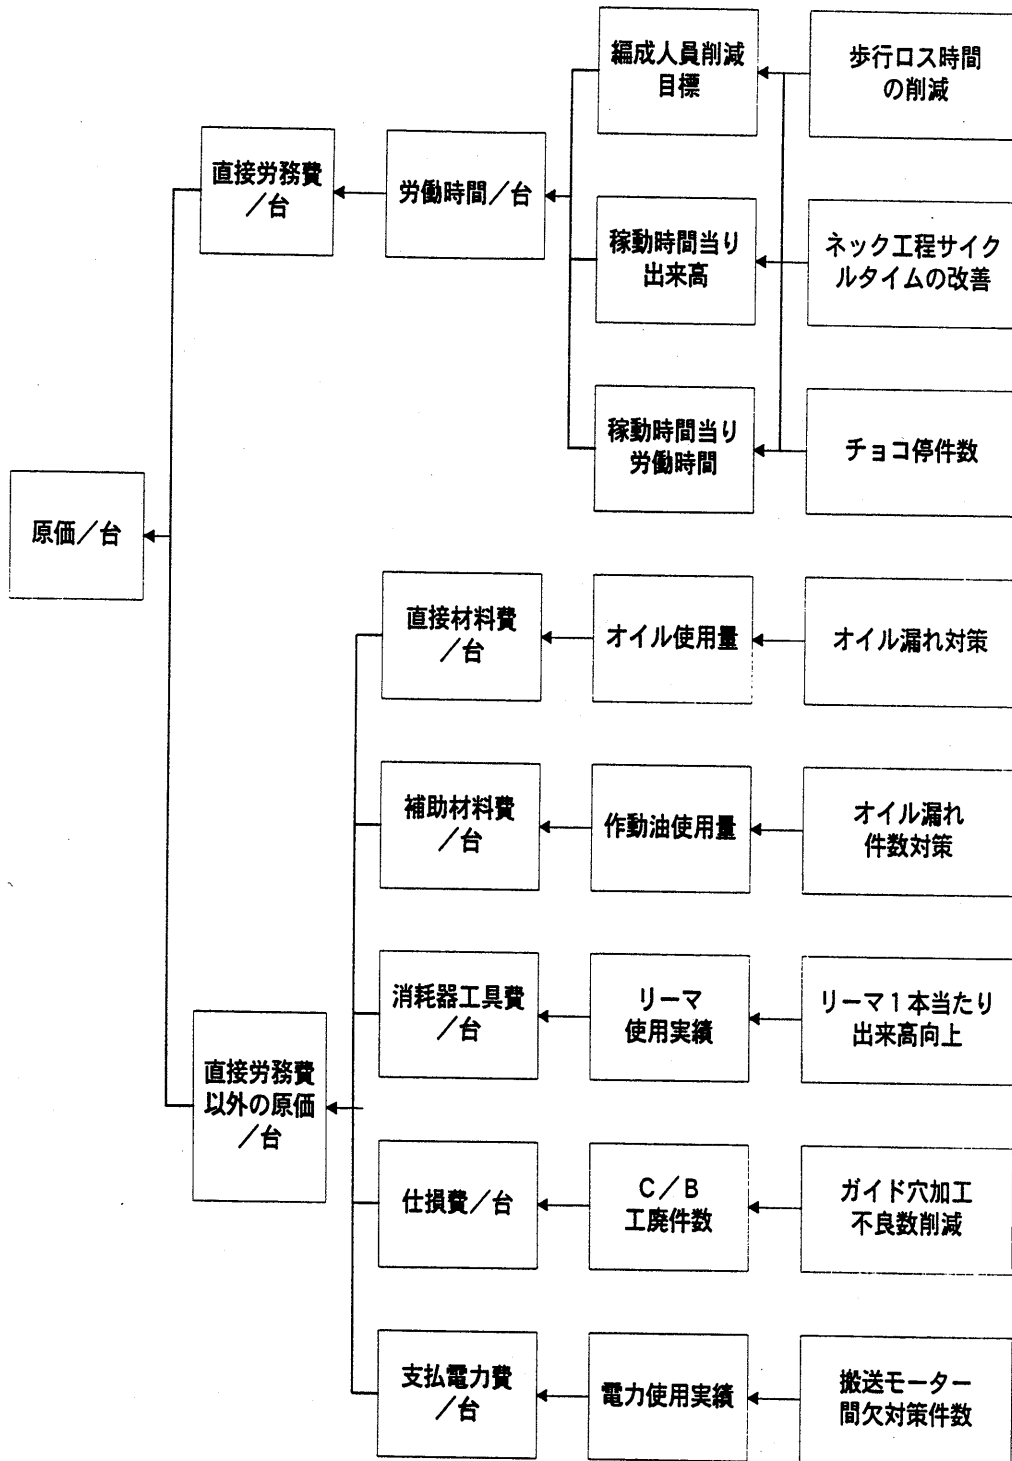 編成人員削減
目標
歩行ロス時間
の削減
直接労務費
／台
労働時間／台
稼動時間当り
出来高
ネック工程サイク
ルタイムの改善
稼動時間当り
労働時間
チョコ停件数
原価／台
直接材料費
／台
オイル使用量
オイル漏れ対策
補助材料費
／台
作動油使用量
オイル漏れ
件数対策
消耗器工具費
／台
リーマ
使用実績
リーマ１本当たり
出来高向上
直接労務費
以外の原価
／台
仕損費／台
Ｃ／Ｂ
工廃件数
ガイド穴加工
不良数削減
支払電力費
／台
電力使用実績
搬送モーター
間欠対策件数